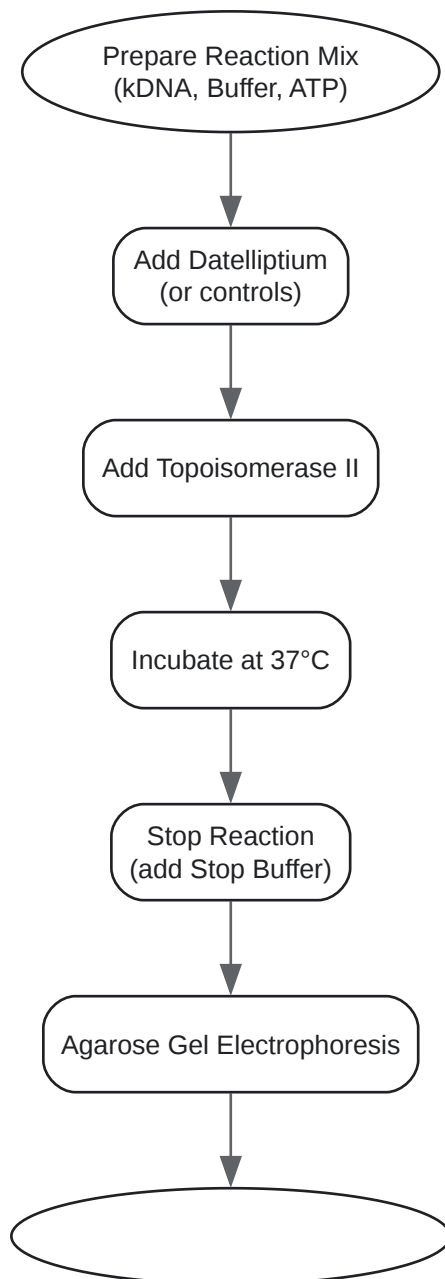 Prepare Reaction Mix
(kDNA, Buffer, ATP)
Add Datelliptium
(or controls)
Add Topoisomerase II
Incubate at 37°C
Stop Reaction
(add Stop Buffer)
Agarose Gel Electrophoresis